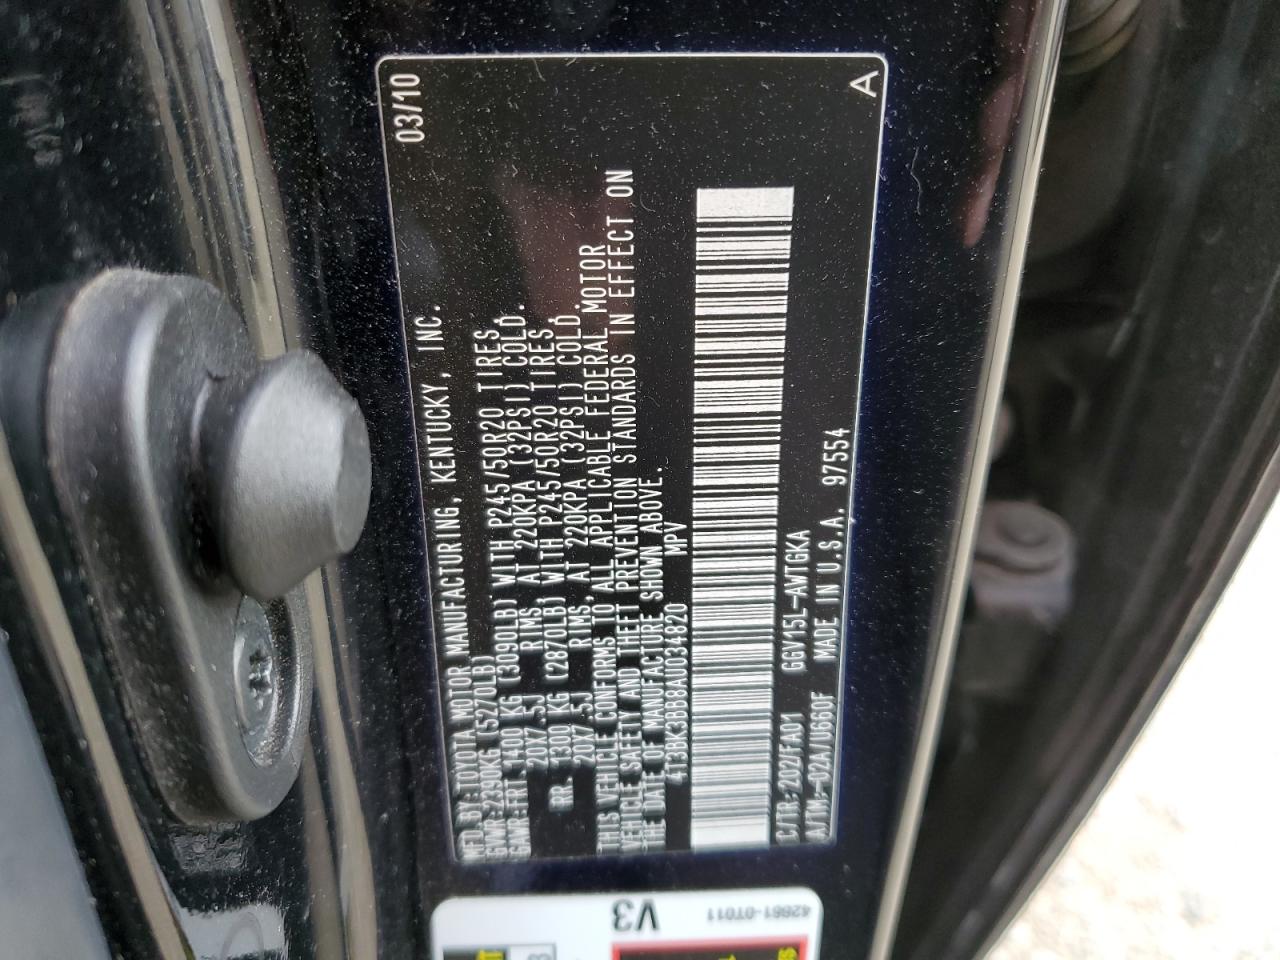 MFD. BY: TOYOTA MOTOR MANUFACTURING, KENTUCKY, INC. 03/10
GVWR: 2390KG (5270LB)
GAWR: FRT. 1400 KG (3090LB) WITH P245/50R20 TIRES,
20X7.5J RIMS, AT 220KPA (32PSI) COLD.
RR. 1300 KG (2870LB) WITH P245/50R20 TIRES,
20X7.5J RIMS, AT 220KPA (32PSI) COLD.
THIS VEHICLE CONFORMS TO ALL APPLICABLE FEDERAL MOTOR
VEHICLE SAFETY AND THEFT PREVENTION STANDARDS IN EFFECT ON
THE DATE OF MANUFACTURE SHOWN ABOVE.
4T3BK3BB8AU034820 MPV
C/TR: 202/FA01 GGV15L-AWTGKA
A/TM: -02A/U660F MADE IN U.S.A. 97554 A
42661-0T011
V3